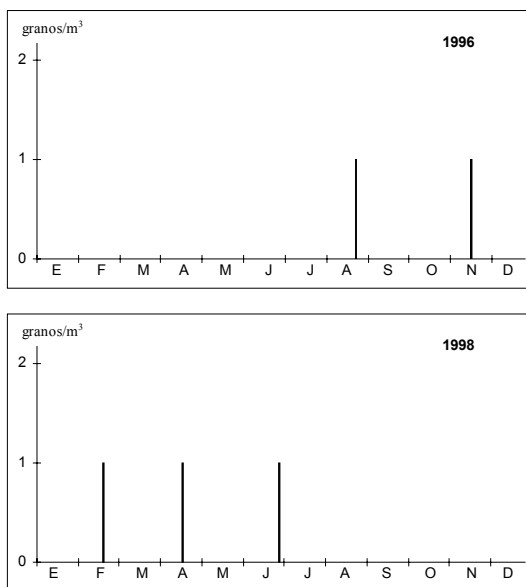 granos/m³
1996
2
1
0
E F M A M J J A S O N D
granos/m³
1998
2
1
0
E F M A M J J A S O N D